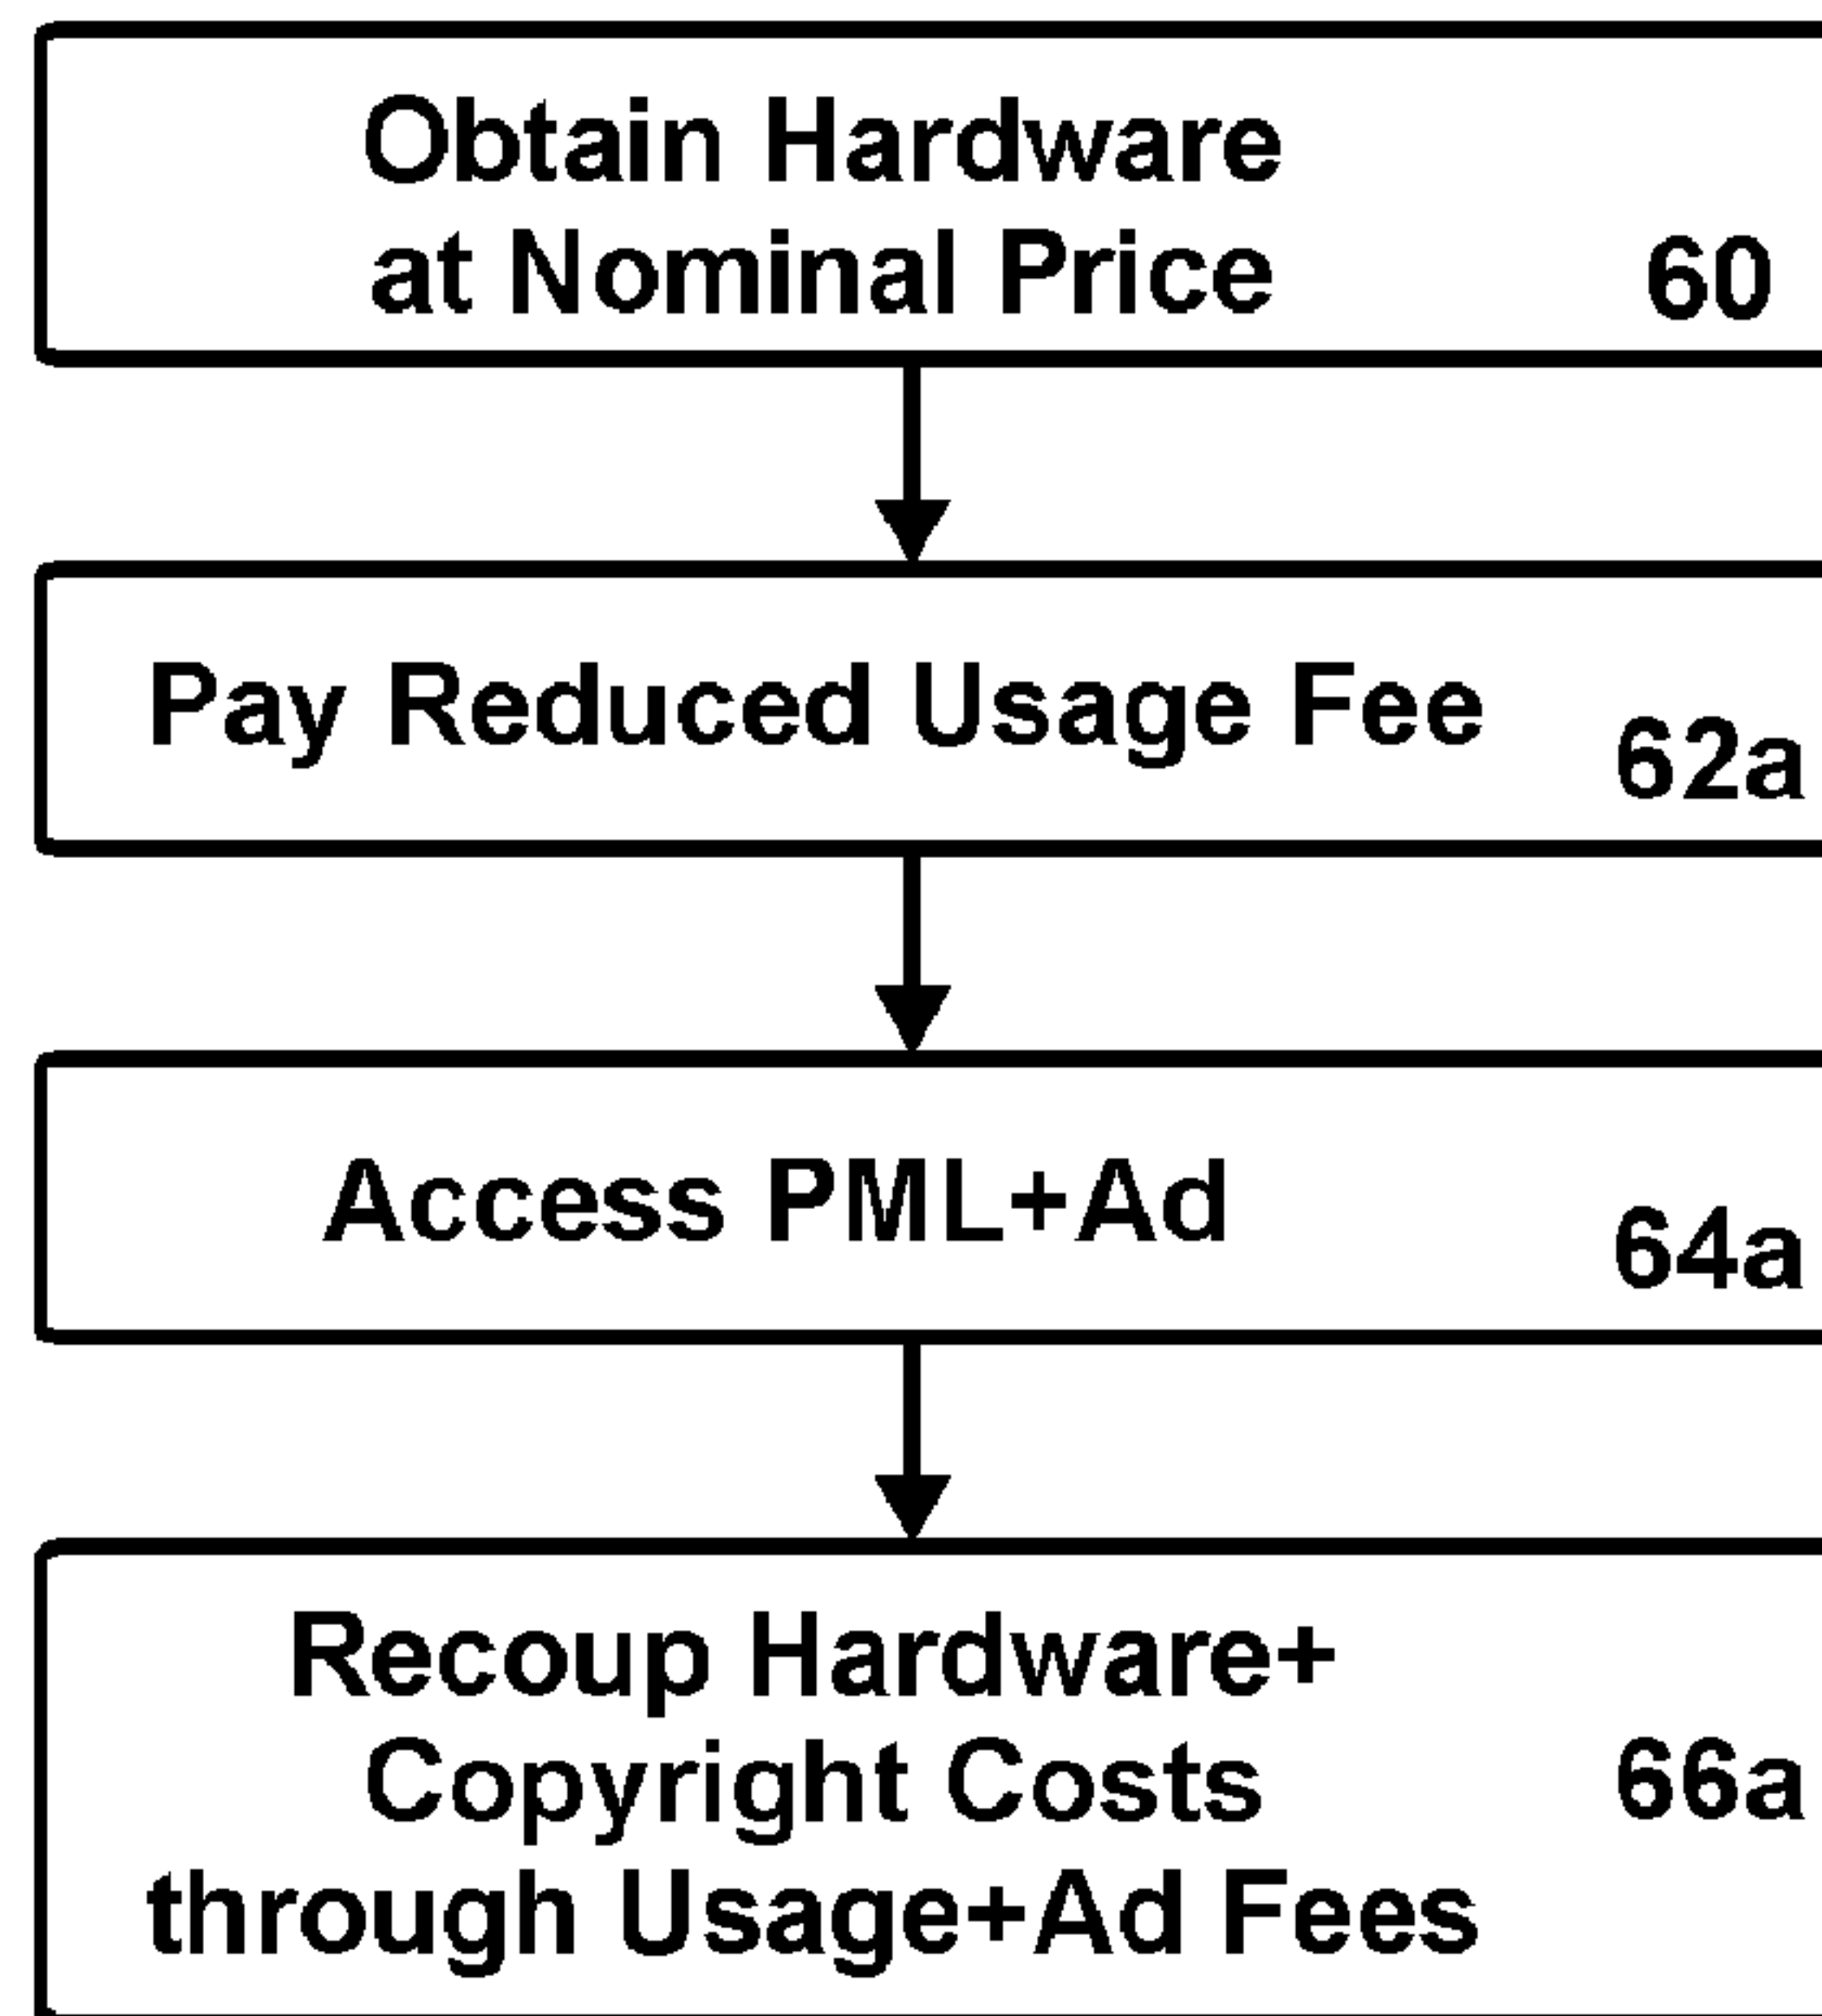 Obtain Hardware
at Nominal Price
60
Pay Reduced Usage Fee
62a
Access PML+Ad
64a
Recoup Hardware+
Copyright Costs
66a
through Usage+Ad Fees